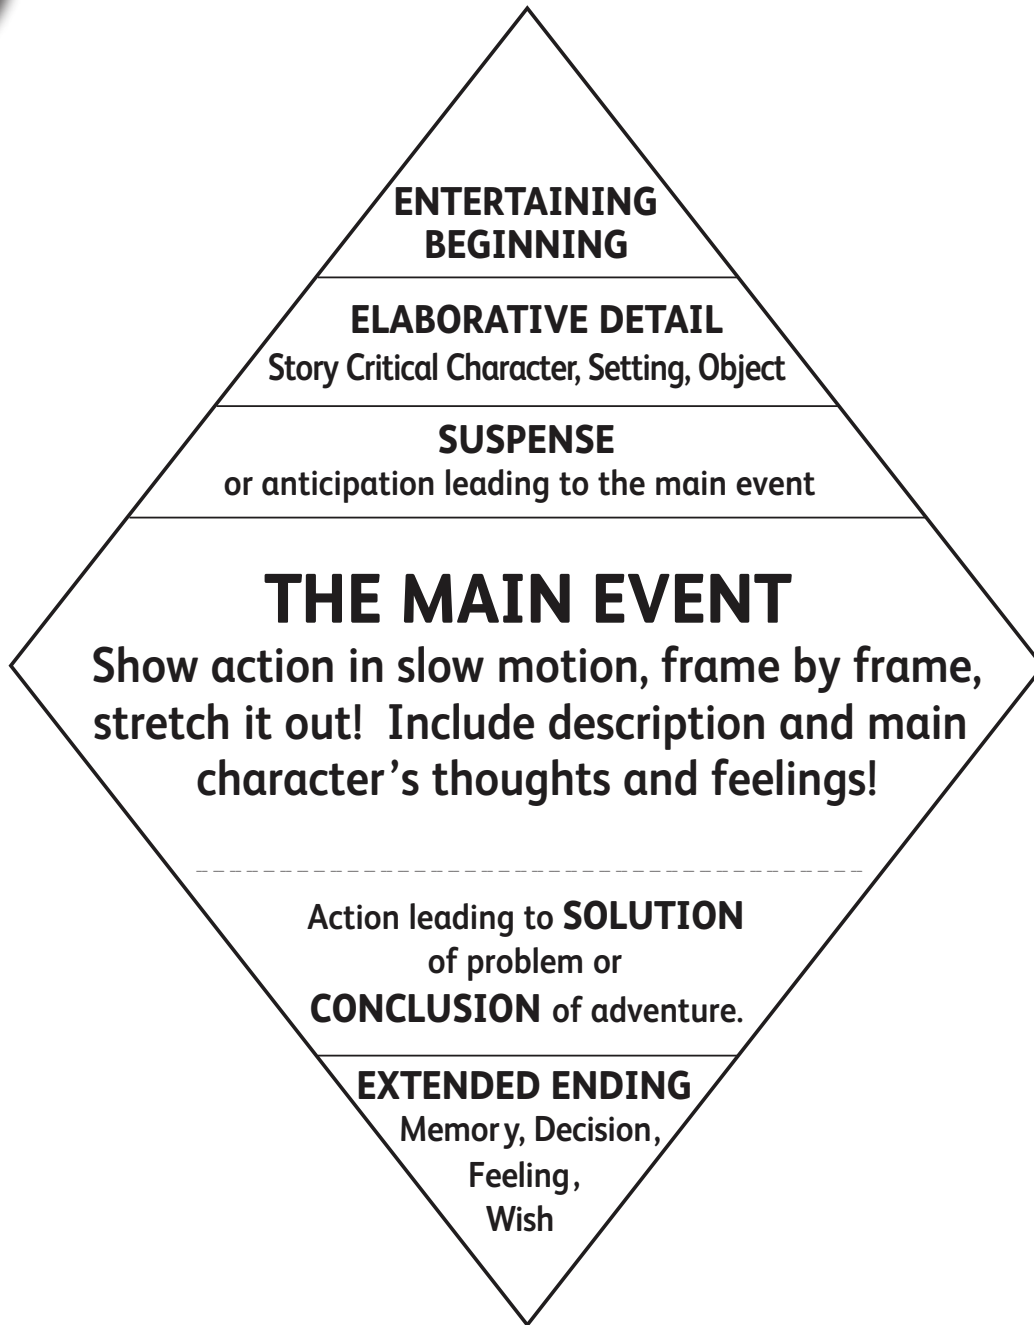 ENTERTAINING
BEGINNING
ELABORATIVE DETAIL
Story Critical Character, Setting, Object
SUSPENSE
or anticipation leading to the main event
THE MAIN EVENT
Show action in slow motion, frame by frame,
stretch it out! Include description and main
character's thoughts and feelings!
Action leading to SOLUTION
of problem or
CONCLUSION of adventure.
EXTENDED ENDING
Memory, Decision,
Feeling,
Wish